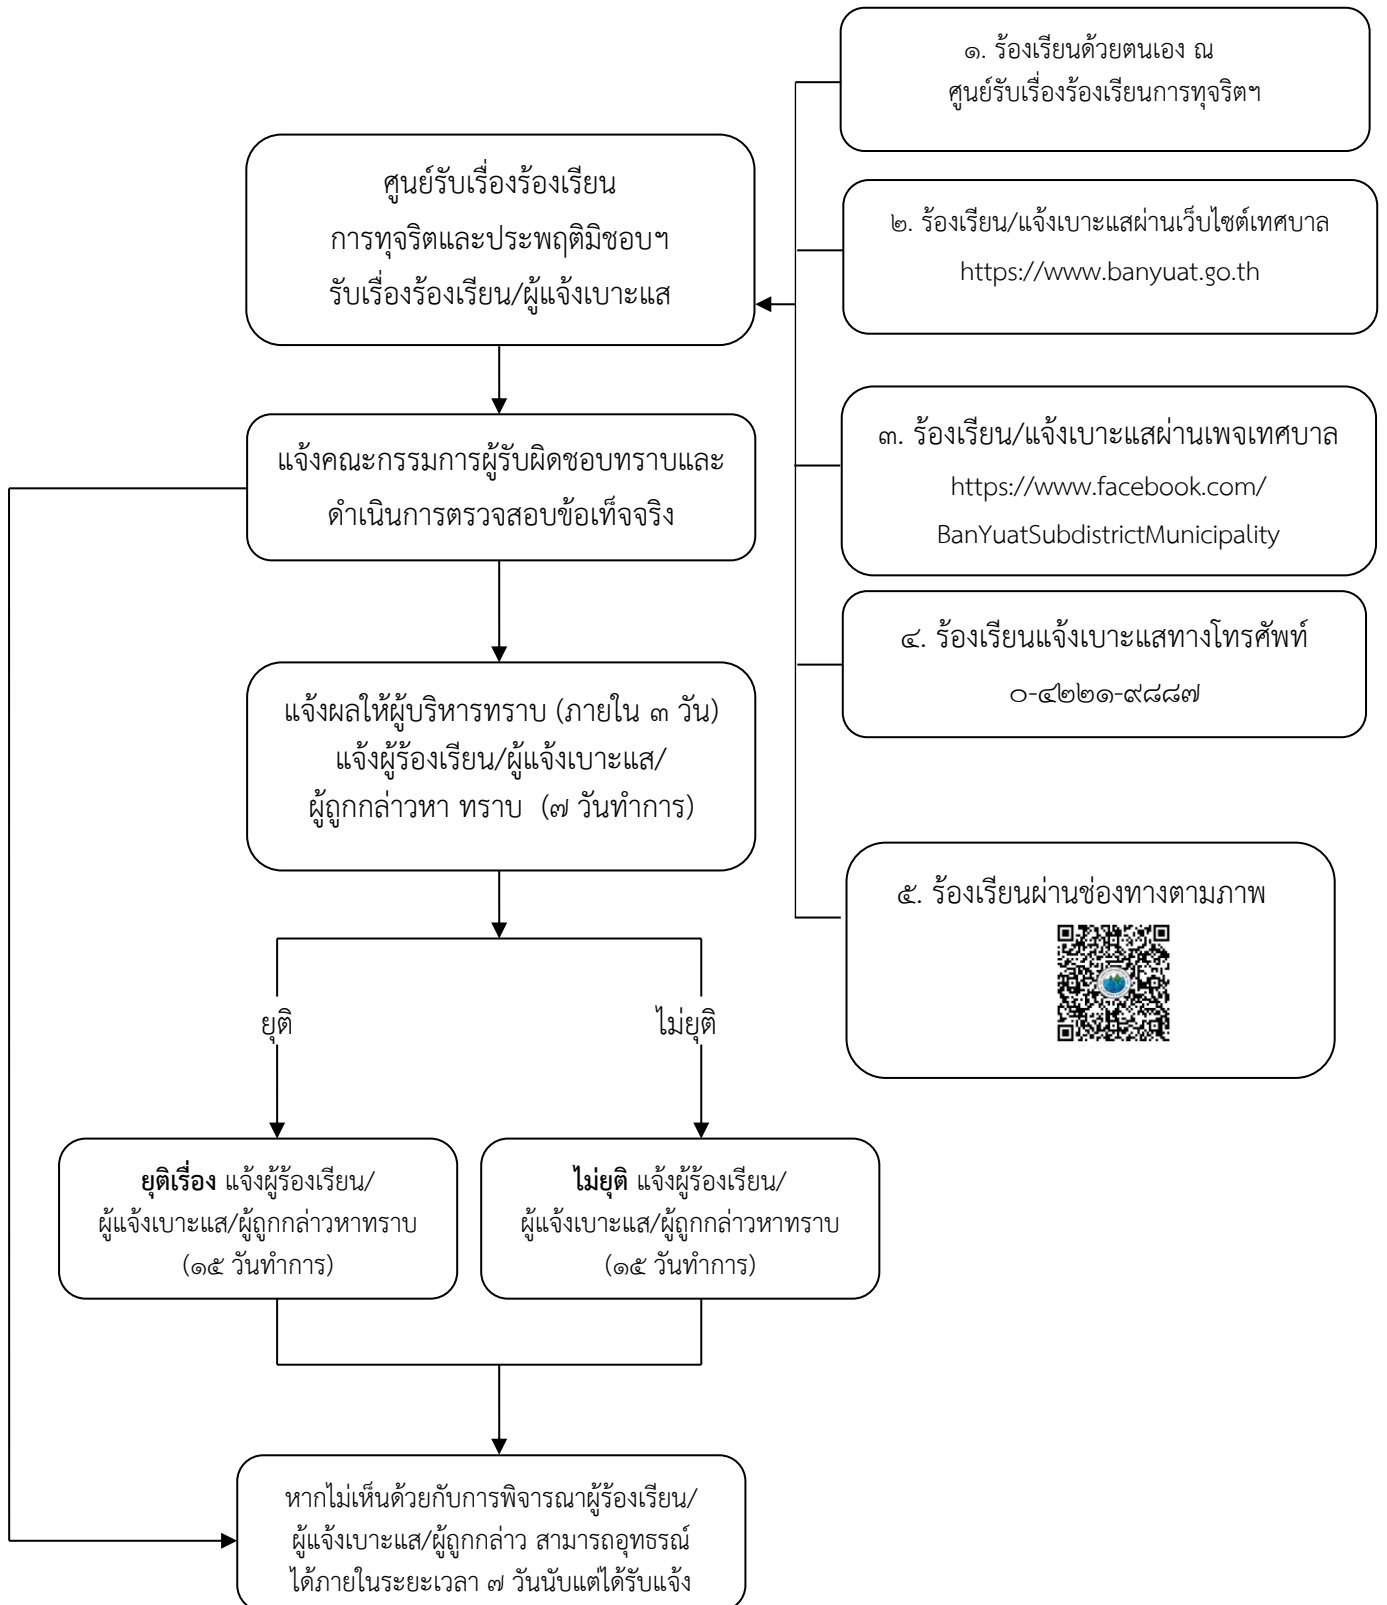 ๑. ร้องเรียนด้วยตนเอง ณ
ศูนย์รับเรื่องร้องเรียนการทุจริตฯ
ศูนย์รับเรื่องร้องเรียน
การทุจริตและประพฤติมิชอบฯ
รับเรื่องร้องเรียน/ผู้แจ้งเบาะแส
๒. ร้องเรียน/แจ้งเบาะแสผ่านเว็บไซต์เทศบาล
https://www.banyuat.go.th
แจ้งคณะกรรมการผู้รับผิดชอบทราบและ
ดำเนินการตรวจสอบข้อเท็จจริง
๓. ร้องเรียน/แจ้งเบาะแสผ่านเพจเทศบาล
https://www.facebook.com/
BanYuatSubdistrictMunicipality
๔. ร้องเรียนแจ้งเบาะแสทางโทรศัพท์
๐-๔๒๒๑-๙๘๘๗
แจ้งผลให้ผู้บริหารทราบ (ภายใน ๓ วัน)
แจ้งผู้ร้องเรียน/ผู้แจ้งเบาะแส/
ผู้ถูกกล่าวหา ทราบ (๗ วันทำการ)
๕. ร้องเรียนผ่านช่องทางตามภาพ
ยุติ
ไม่ยุติ
ยุติเรื่อง แจ้งผู้ร้องเรียน/
ผู้แจ้งเบาะแส/ผู้ถูกกล่าวหาทราบ
(๑๕ วันทำการ)
ไม่ยุติ แจ้งผู้ร้องเรียน/
ผู้แจ้งเบาะแส/ผู้ถูกกล่าวหาทราบ
(๑๕ วันทำการ)
หากไม่เห็นด้วยกับการพิจารณาผู้ร้องเรียน/
ผู้แจ้งเบาะแส/ผู้ถูกกล่าว สามารถอุทธรณ์
ได้ภายในระยะเวลา ๗ วันนับแต่ได้รับแจ้ง